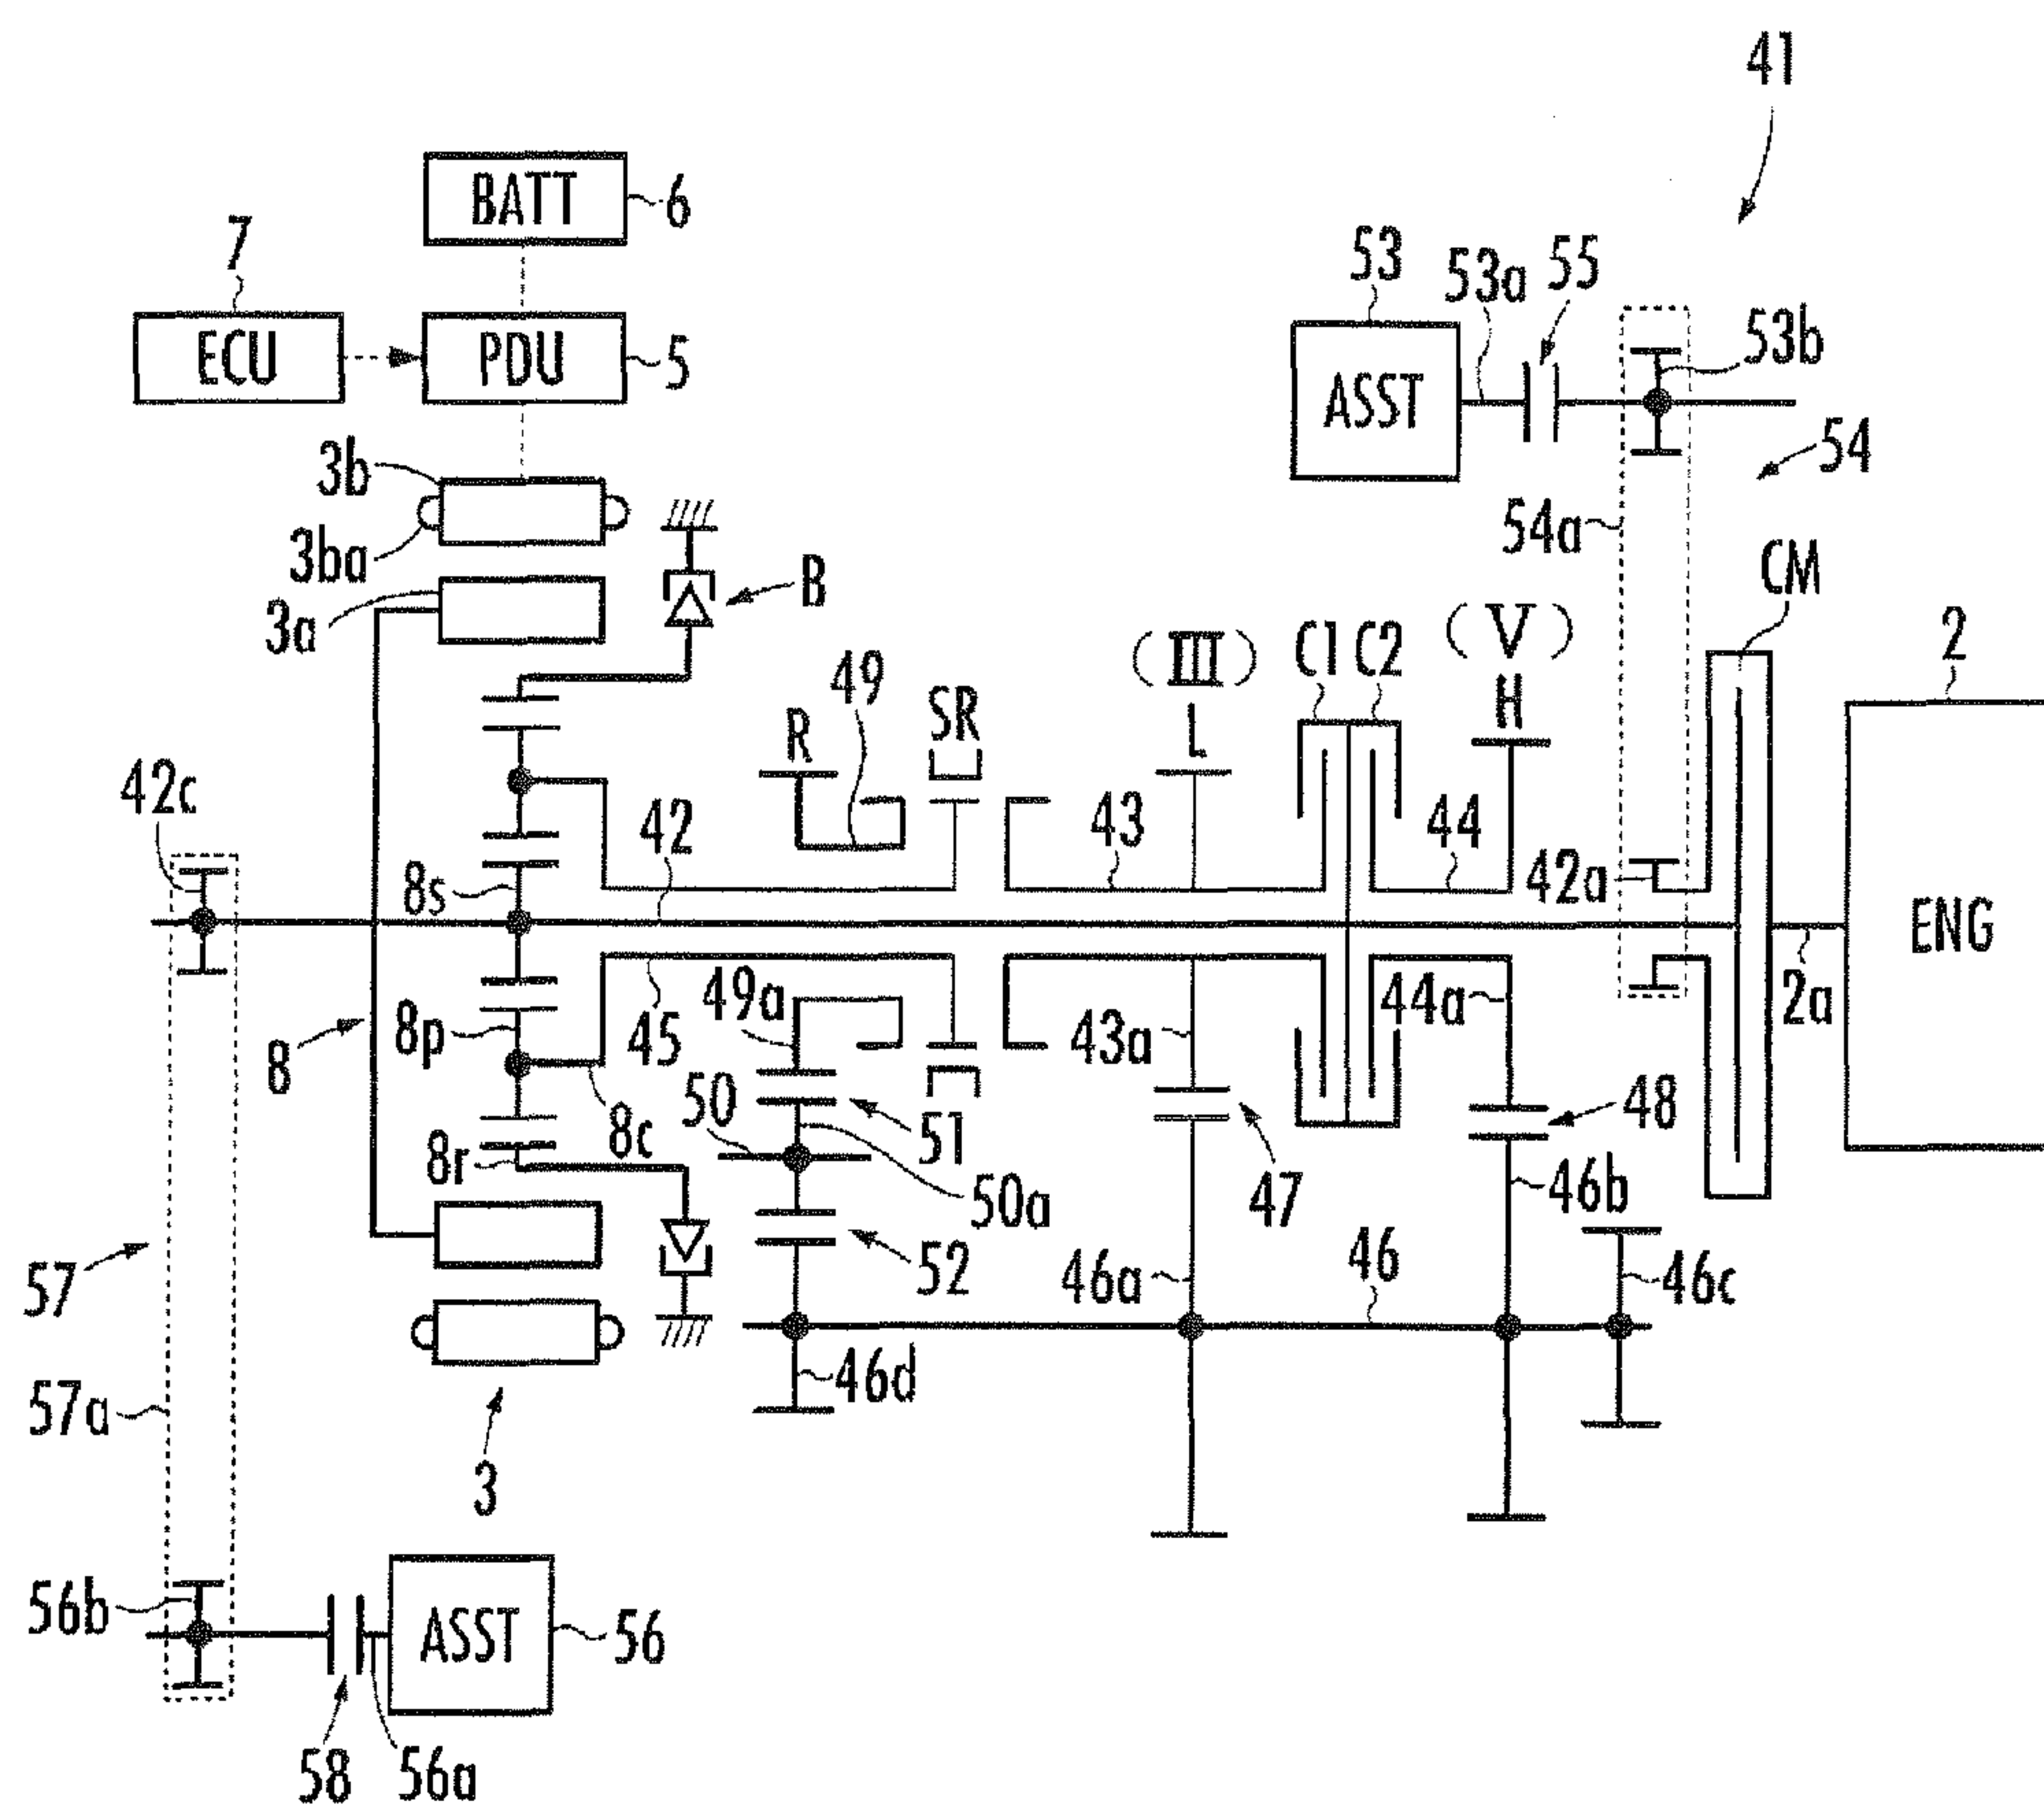 41
BATT
6
7
ECU
PDU
5
53
53a
55
ASST
53b
54
54a
CM
3b
3ba
3a
B
(III)
L
C1
C2
(V)
H
2
R
49
SR
42c
42
43
44
8s
42a
ENG
8p
45
49a
43a
44a
2a
8
50
8c
51
48
8r
50a
47
46b
52
46a
46
46c
57
46d
57a
3
56b
ASST
56
58
56a